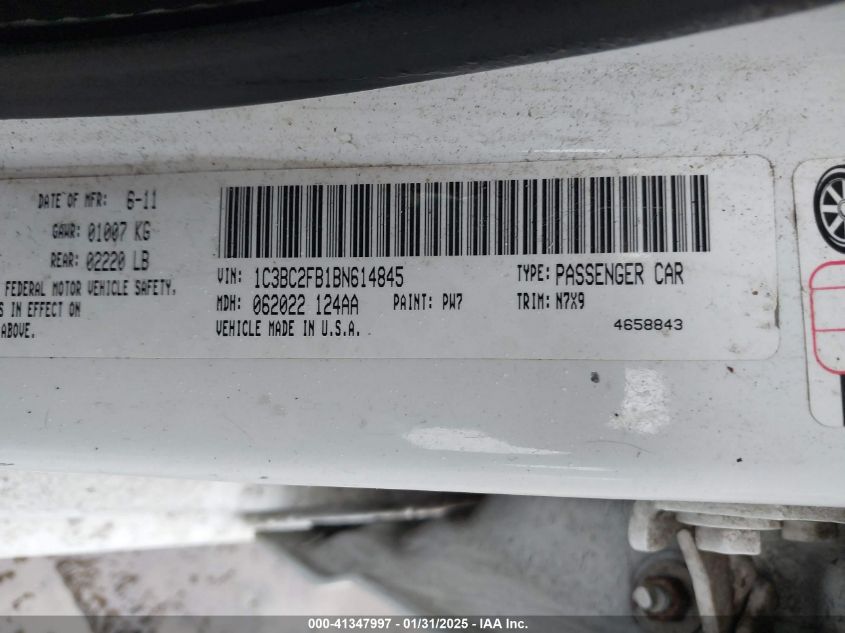 DATE OF MFR: 6-11
GAWR: 01007 KG
REAR: 02220 LB
FEDERAL MOTOR VEHICLE SAFETY,
S IN EFFECT ON
ABOVE.
VIN: 1C3BC2FB1BN614845
TYPE: PASSENGER CAR
MDH: 062022 124AA
PAINT: PW7
TRIM: N7X9
VEHICLE MADE IN U.S.A.
4658843
000-41347997 - 01/31/2025 - IAA Inc.